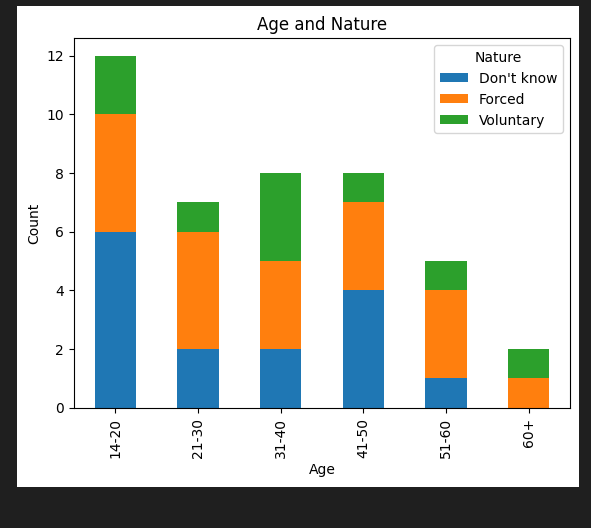 Age and Nature
Nature
Don't know
Forced
Voluntary
12
10
8
6
4
2
0
Count
14-20
21-30
31-40
41-50
51-60
60+
Age